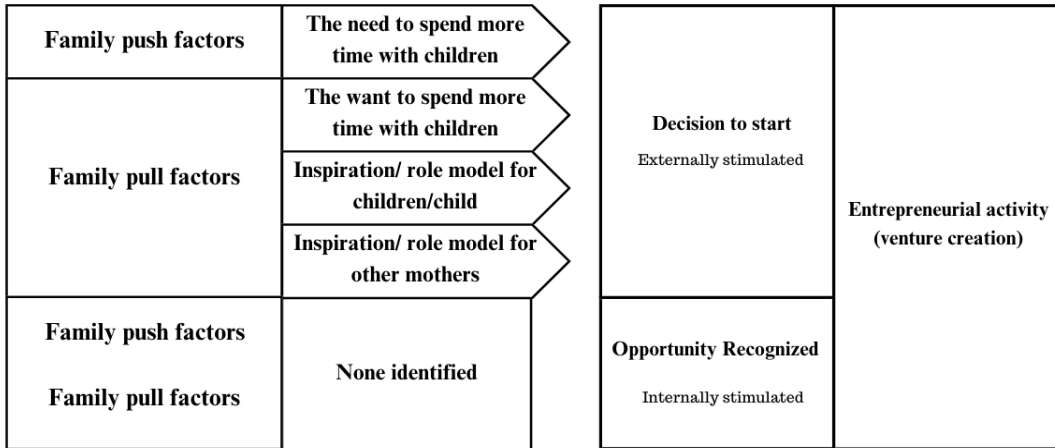 Family push factors
The need to spend more
time with children
Family pull factors
The want to spend more
time with children
Inspiration/ role model for
children/child
Inspiration/ role model for
other mothers
Family push factors
Family pull factors
None identified
Decision to start
Externally stimulated
Opportunity Recognized
Internally stimulated
Entrepreneurial activity
(venture creation)